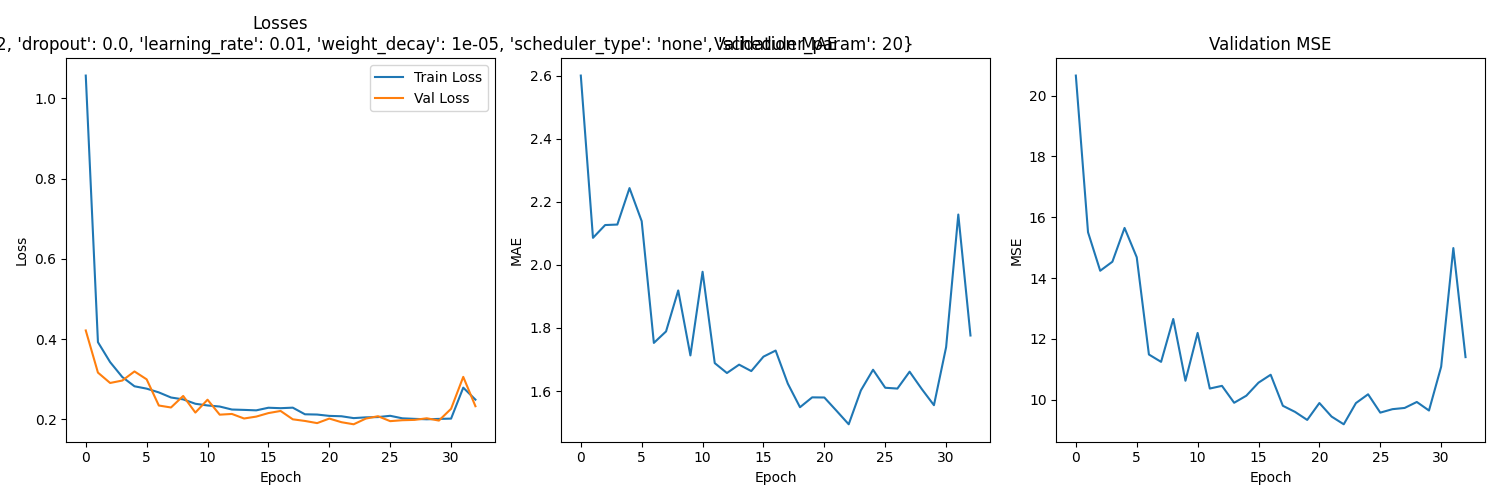 Losses
2, 'dropout': 0.0, 'learning_rate': 0.01, 'weight_decay': 1e-05, 'scheduler_type': 'none', 'scheduler_param': 20}
Train Loss
Val Loss
1.0
0.8
0.6
0.4
0.2
Loss
0 5 10 15 20 25 30
Epoch
Validation MAE
2.6
2.4
2.2
2.0
1.8
1.6
MAE
0 5 10 15 20 25 30
Epoch
Validation MSE
20
18
16
14
12
10
MSE
0 5 10 15 20 25 30
Epoch